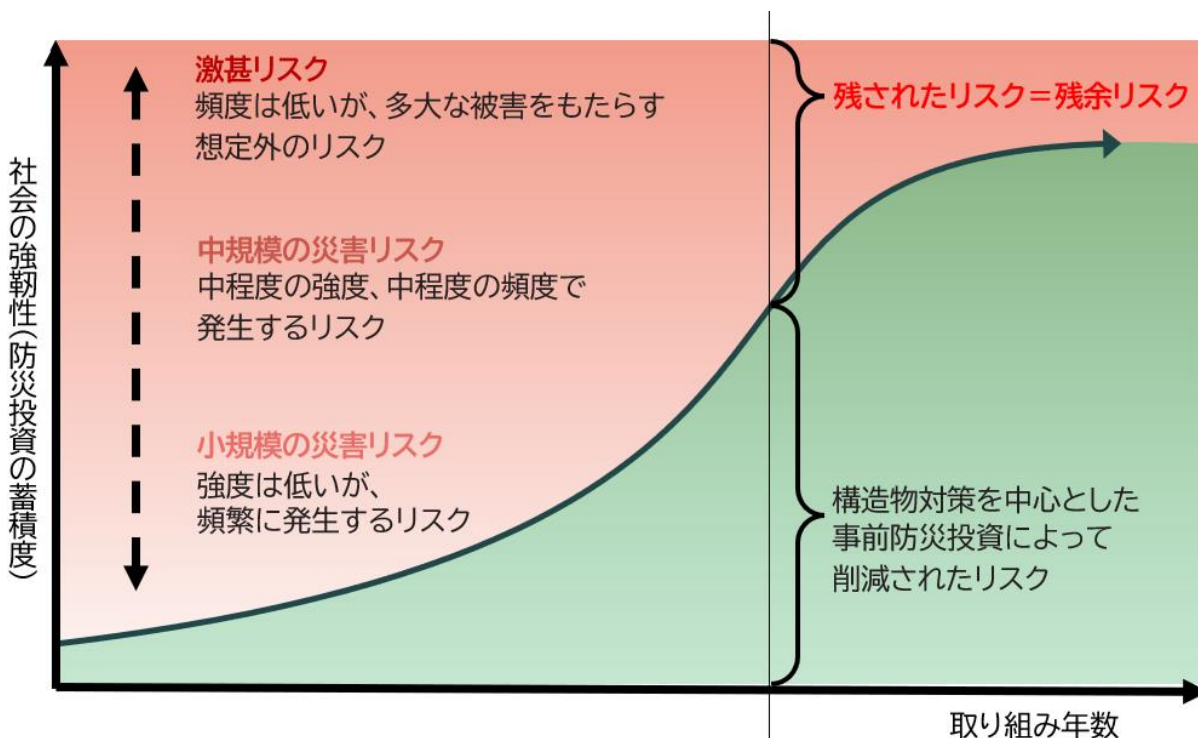 社会の強靭性(防災投資の蓄積度)
激甚リスク
頻度は低いが、多大な被害をもたらす
想定外のリスク
中規模の災害リスク
中程度の強度、中程度の頻度で
発生するリスク
小規模の災害リスク
強度は低いが、
頻繁に発生するリスク
残されたリスク＝残余リスク
構造物対策を中心とした
事前防災投資によって
削減されたリスク
取り組み年数